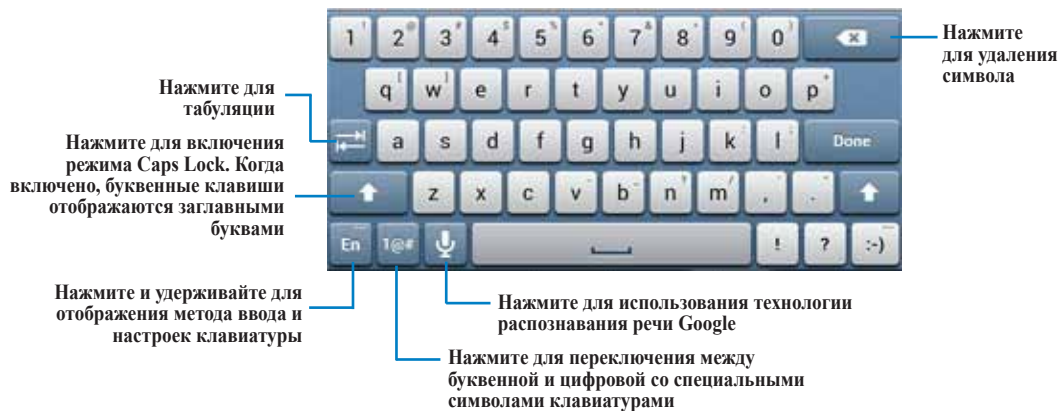 1 ! 2 @ 3 # 4 $ 5 % 6 ^ 7 & 8 * 9 ( 0 )
Нажмите
для удаления
символа
q [ w ] e r t y u i o p +
Нажмите для
табуляции
a s d f g h j k : l ; Done
Нажмите для включения
режима Caps Lock. Когда
включено, буквенные клавиши
отображаются заглавными
буквами
z x c v - b n m / , .
En 1@# ! ? :-)
Нажмите и удерживайте для
отображения метода ввода и
настроек клавиатуры
Нажмите для использования технологии
распознавания речи Google
Нажмите для переключения между
буквенной и цифровой со специальными
символами клавиатурами